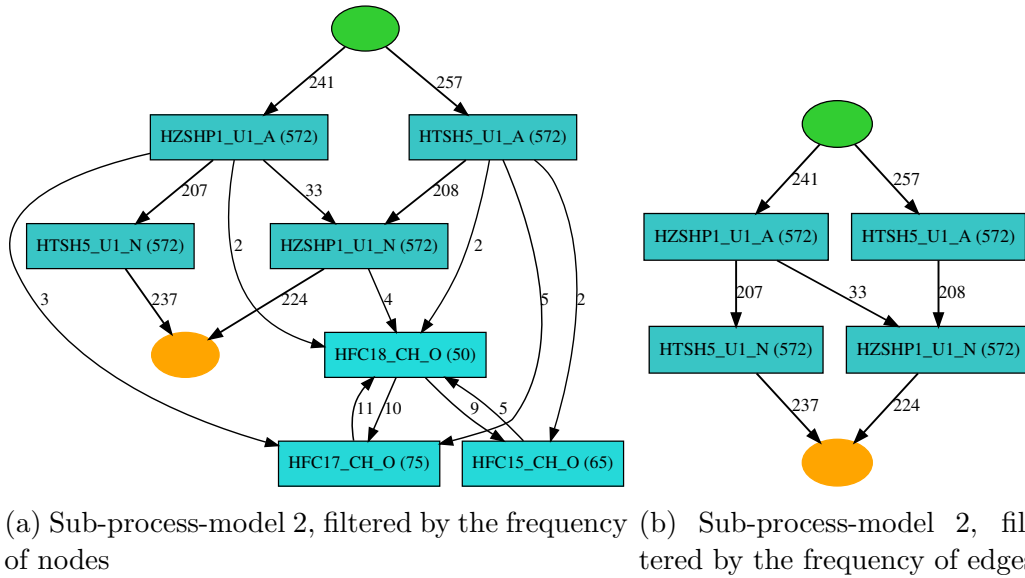 241
257
HZSHP1_U1_A (572)
HTSH5_U1_A (572)
207
33
208
HTSH5_U1_N (572)
2
HZSHP1_U1_N (572)
2
3
237
224
4
5
2
HFC18_CH_O (50)
11
10
9
5
HFC17_CH_O (75)
HFC15_CH_O (65)
(a) Sub-process-model 2, filtered by the frequency
of nodes
241
257
HZSHP1_U1_A (572)
HTSH5_U1_A (572)
207
33
208
HTSH5_U1_N (572)
HZSHP1_U1_N (572)
237
224
(b) Sub-process-model 2, fil
tered by the frequency of edges